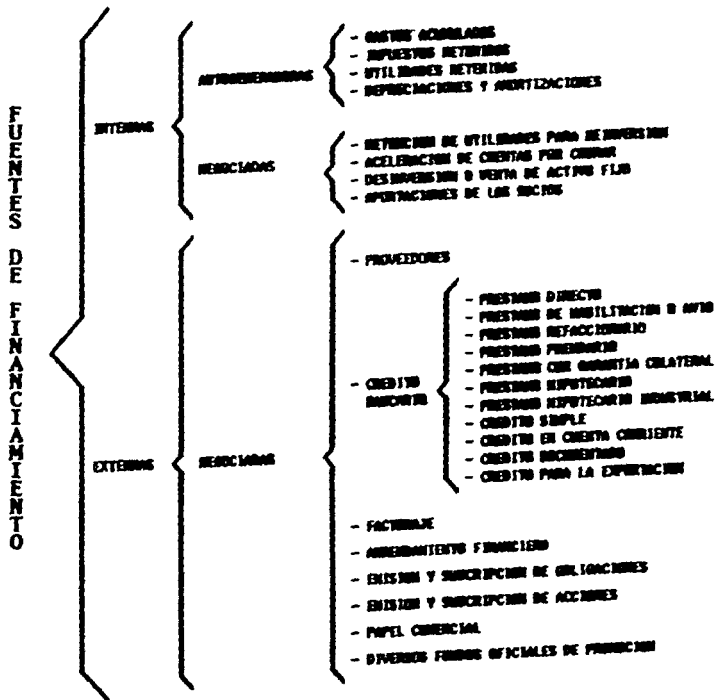 FUENTES DE FINANCIAMIENTO
INTERNAS
AUTOGENERADORAS
- GASTOS ACUMULADOS
- IMPUESTOS RETENIDOS
- UTILIDADES RETENIDAS
- DEPRECIACIONES Y AMORTIZACIONES
NEGOCIADAS
- RETENCION DE UTILIDADES PARA REINVERSION
- ACELERACION DE CUENTAS POR COBRAR
- DESINVERSION O VENTA DE ACTIVO FIJO
- APORTACIONES DE LOS SOCIOS
EXTERNAS
NEGOCIADAS
- PROVEEDORES
- CREDITO
BANCARIO
- PRESTAMO DIRECTO
- PRESTAMO DE HABILITACION O AVIO
- PRESTAMO REFACCIONARIO
- PRESTAMO PRENDARIO
- PRESTAMO CON GARANTIA COLATERAL
- PRESTAMO HIPOTECARIO
- PRESTAMO HIPOTECARIO INDUSTRIAL
- CREDITO SIMPLE
- CREDITO EN CUENTA CORRIENTE
- CREDITO DOCUMENTADO
- CREDITO PARA LA EXPORTACION
- FACTORAJE
- ARRENDAMIENTO FINANCIERO
- EMISION Y SUSCRIPCION DE OBLIGACIONES
- EMISION Y SUSCRIPCION DE ACCIONES
- PAPEL COMERCIAL
- DIVERSOS FONDOS OFICIALES DE PROMOCION